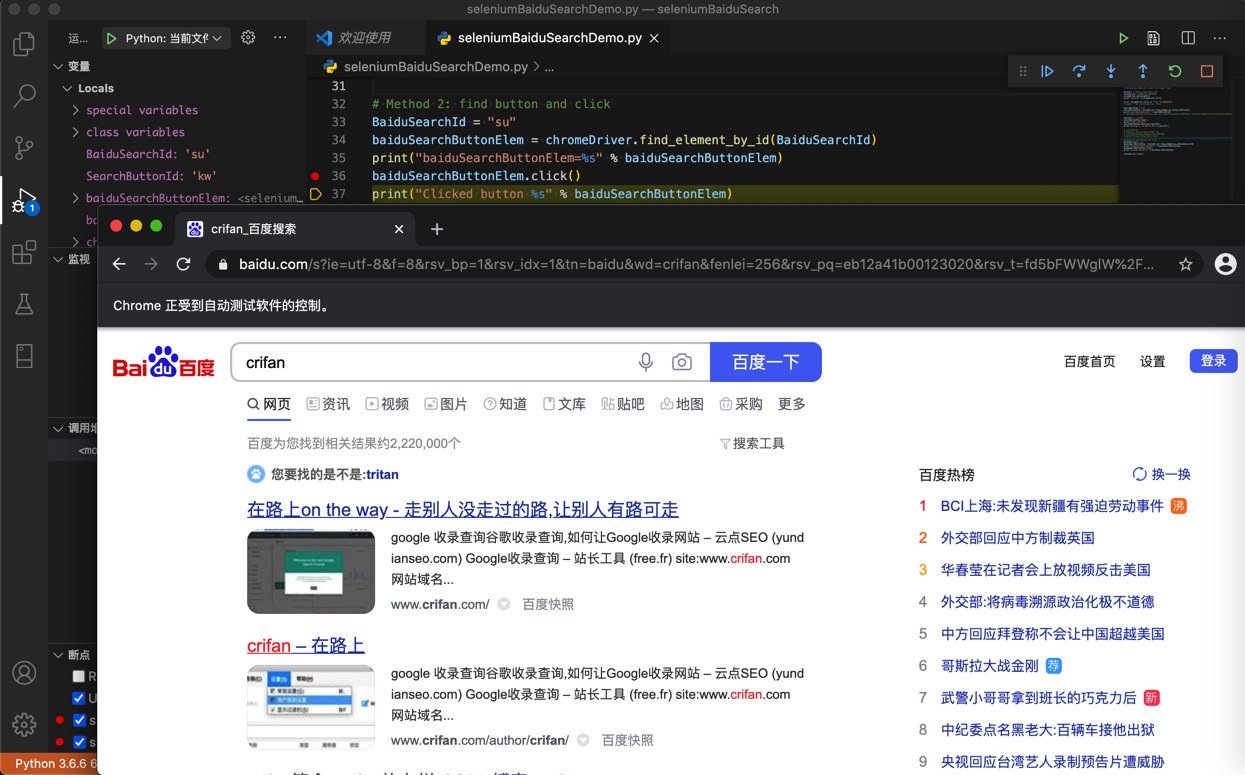 seleniumBaiduSearchDemo.py — seleniumBaiduSearch
运...
Python: 当前文件
欢迎使用
seleniumBaiduSearchDemo.py
变量
seleniumBaiduSearchDemo.py > ...
Locals
special variables
class variables
BaiduSearchId: 'su'
SearchButtonId: 'kw'
baiduSearchButtonElem: <selenium…
ba
ch
监视
调用堆
<mo
断点
R
U
s
s
1
Python 3.6.6 6
31
32 # Method 2: find button and click
33 BaiduSearchId = "su"
34 baiduSearchButtonElem = chromeDriver.find_element_by_id(BaiduSearchId)
35 print("baiduSearchButtonElem=%s" % baiduSearchButtonElem)
36 baiduSearchButtonElem.click()
37 print("Clicked button %s" % baiduSearchButtonElem)
crifan_百度搜索
baidu.com/s?ie=utf-8&f=8&rsv_bp=1&rsv_idx=1&tn=baidu&wd=crifan&fenlei=256&rsv_pq=eb12a41b00123020&rsv_t=fd5bFWWgIW%2F...
Chrome 正受到自动测试软件的控制。
Bai du 百度
crifan
百度一下
百度首页
设置
登录
网页 资讯 视频 图片 知道 文库 贴吧 地图 采购 更多
百度为您找到相关结果约2,220,000个
搜索工具
您要找的是不是:tritan
在路上on the way - 走别人没走过的路,让别人有路可走
google 收录查询谷歌收录查询,如何让Google收录网站 – 云点SEO (yund
ianseo.com) Google收录查询 – 站长工具 (free.fr) site:www.crifan.com
网站域名...
www.crifan.com/ 百度快照
crifan – 在路上
google 收录查询谷歌收录查询,如何让Google收录网站 – 云点SEO (yund
ianseo.com) Google收录查询 – 站长工具 (free.fr) site:www.crifan.com
网站域名...
www.crifan.com/author/crifan/ 百度快照
百度热榜
换一换
1 BCI上海:未发现新疆有强迫劳动事件 沸
2 外交部回应中方制裁英国
3 华春莹在记者会上放视频反击美国
4 外交部:将病毒溯源政治化极不道德
5 中方回应拜登称不会让中国超越美国
6 哥斯拉大战金刚 荐
7 武警小哥哥拿到班长的巧克力后 新
8 中纪委点名黑老大:百辆车接他出狱
9 央视回应台湾艺人录制预告片遭威胁